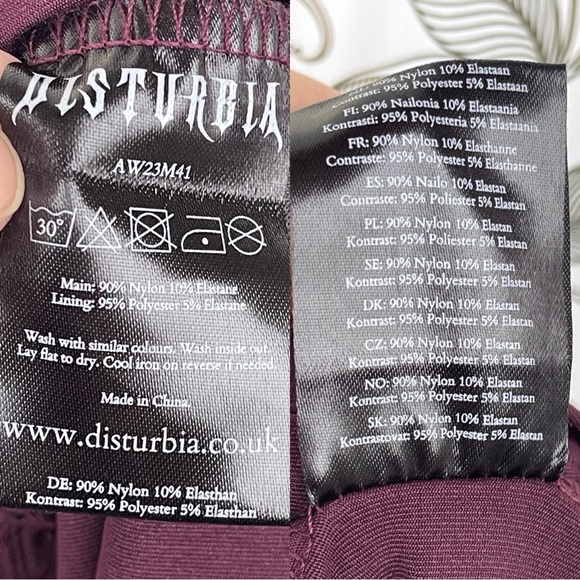 DISTURBIA
AW23M41
30°
Main: 90% Nylon 10% Elastane
Lining: 95% Polyester 5% Elastane
Wash with similar colours. Wash inside out.
Lay flat to dry. Cool iron on reverse if needed.
Made in China.
www.disturbia.co.uk
DE: 90% Nylon 10% Elasthan
Kontrast: 95% Polyester 5% Elasthan
90% Nylon 10% Elastaan
Contrast: 95% Polyester 5% Elastaan
FI: 90% Nailonia 10% Elastaania
Kontrasti: 95% Polyesteria 5% Elastaania
FR: 90% Nylon 10% Elasthanne
Contraste: 95% Polyester 5% Elasthanne
ES: 90% Nailo 10% Elastan
Contraste: 95% Polyester 5% Elastan
PL: 90% Nylon 10% Elastan
Kontrast: 95% Polyester 5% Elastan
SE: 90% Nylon 10% Elastan
Kontrast: 95% Polyester 5% Elastan
DK: 90% Nylon 10% Elastan
Kontrast: 95% Polyester 5% Elastan
CZ: 90% Nylon 10% Elastan
Kontrast: 95% Polyester 5% Elastan
NO: 90% Nylon 10% Elastan
Kontrast: 95% Polyester 5% Elastan
SK: 90% Nylon 10% Elastan
Kontrastovať: 95% Polyester 5% Elastan